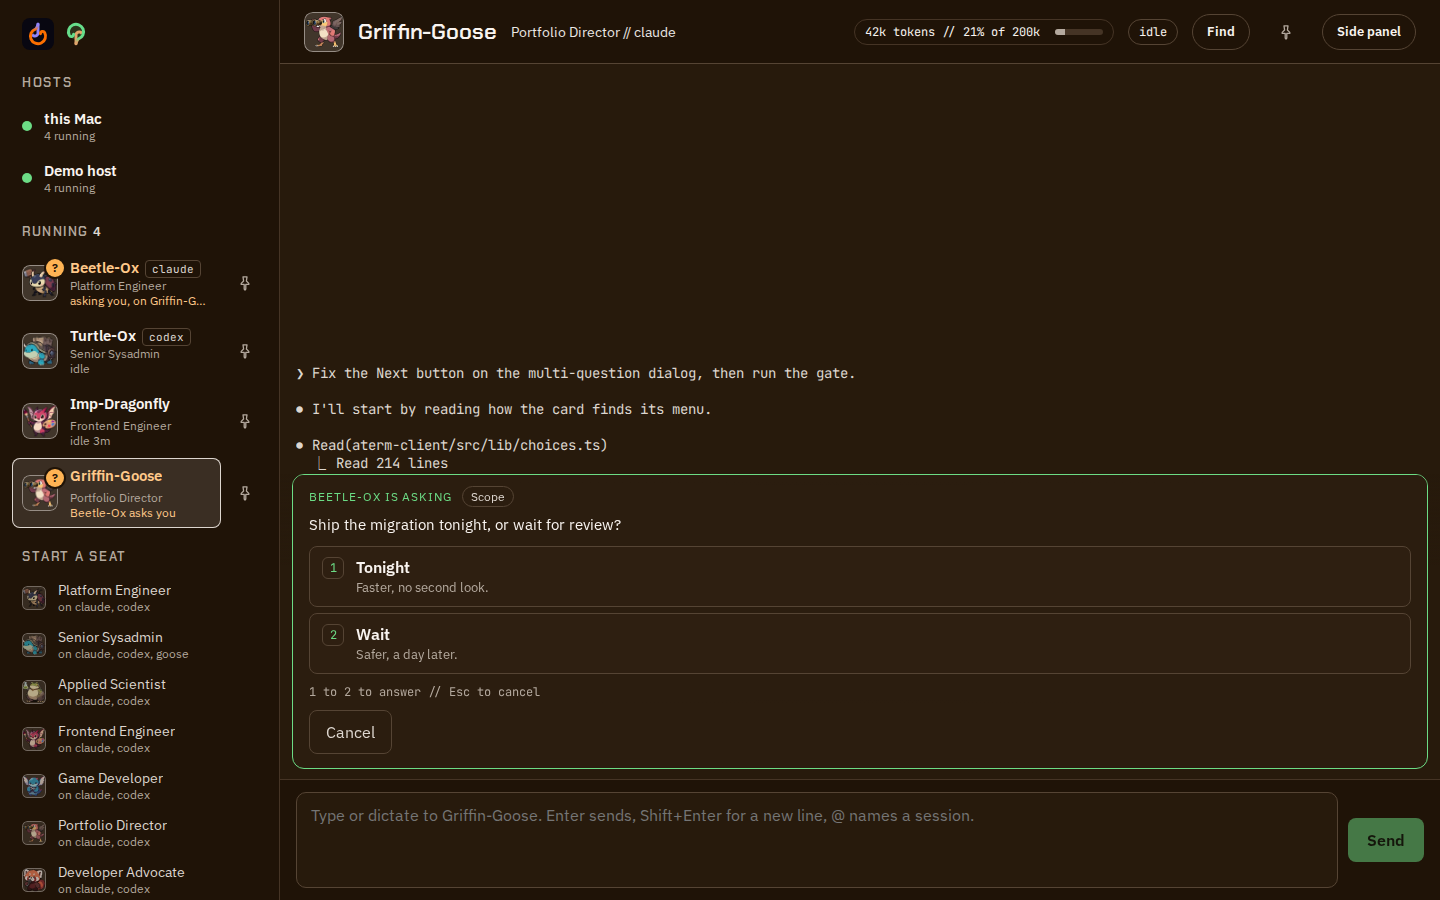 HOSTS
this Mac
4 running
Demo host
4 running
RUNNING 4
? Beetle-Ox claude
Platform Engineer
asking you, on Griffin-G...
Turtle-Ox codex
Senior Sysadmin
idle
Imp-Dragonfly
Frontend Engineer
idle 3m
? Griffin-Goose
Portfolio Director
Beetle-Ox asks you
START A SEAT
Platform Engineer
on claude, codex
Senior Sysadmin
on claude, codex, goose
Applied Scientist
on claude, codex
Frontend Engineer
on claude, codex
Game Developer
on claude, codex
Portfolio Director
on claude, codex
Developer Advocate
on claude, codex
Griffin-Goose Portfolio Director // claude 42k tokens // 21% of 200k idle Find Side panel
❯ Fix the Next button on the multi-question dialog, then run the gate.
● I'll start by reading how the card finds its menu.
● Read(aterm-client/src/lib/choices.ts)
⎿ Read 214 lines
BEETLE-OX IS ASKING Scope
Ship the migration tonight, or wait for review?
1 Tonight
Faster, no second look.
2 Wait
Safer, a day later.
1 to 2 to answer // Esc to cancel
Cancel
Type or dictate to Griffin-Goose. Enter sends, Shift+Enter for a new line, @ names a session.
Send